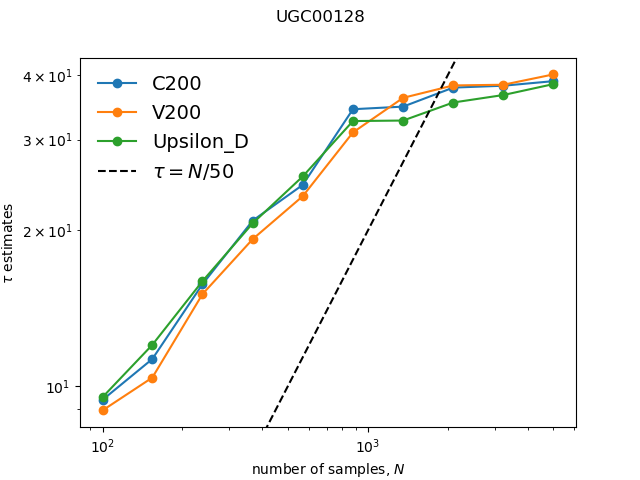 UGC00128
C200
V200
Upsilon_D
τ = N/50
4 × 10¹
3 × 10¹
2 × 10¹
10¹
τ estimates
10² 10³
number of samples, N